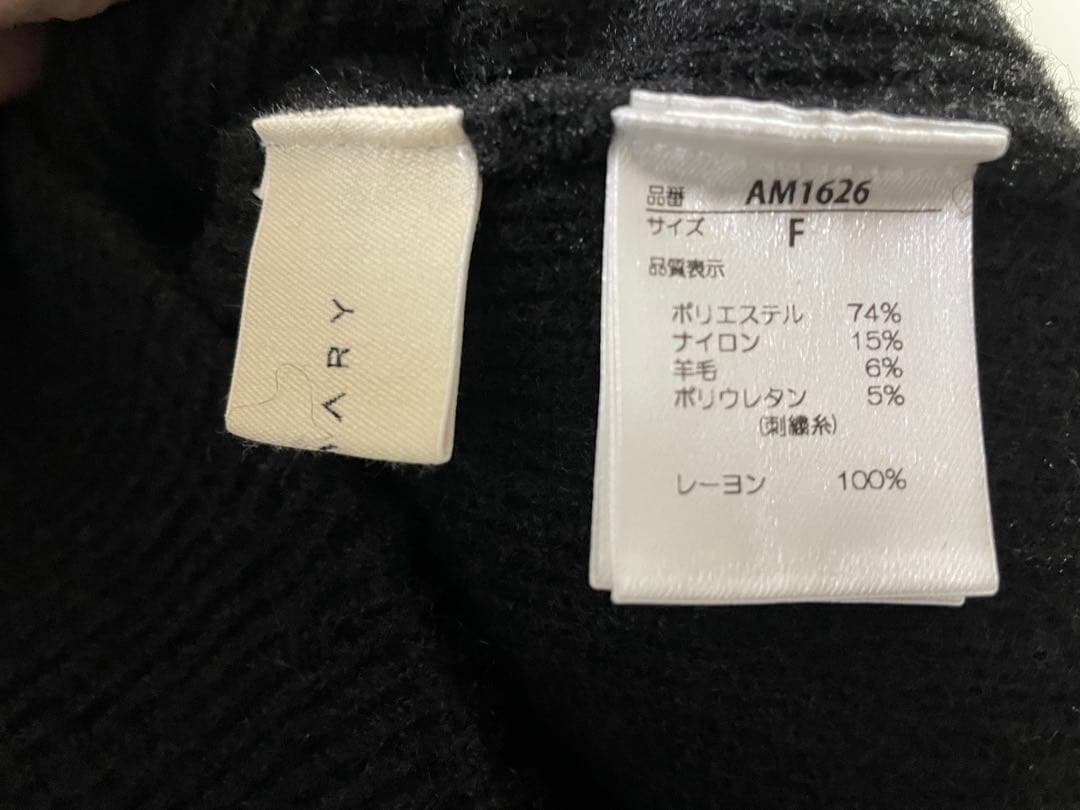 ARY
品番 AM1626
サイズ F
品質表示
ポリエステル 74%
ナイロン 15%
羊毛 6%
ポリウレタン 5%
(刺繍糸)
レーヨン 100%